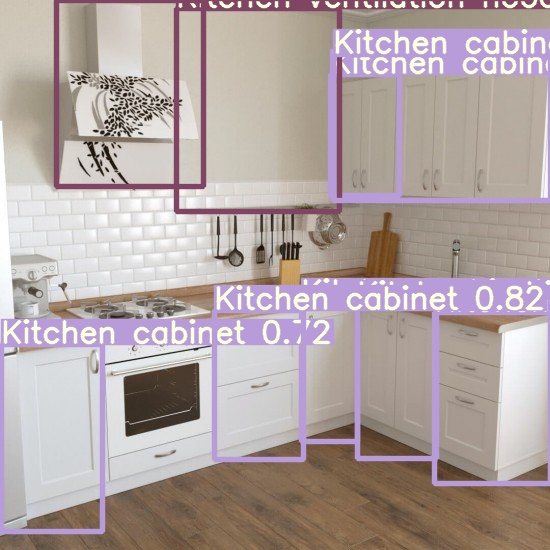 Kitchen ventilation hood
Kitchen cabine
Kitchen cabine
Kitchen cabinet 0.82
Kitchen cabinet 0.72